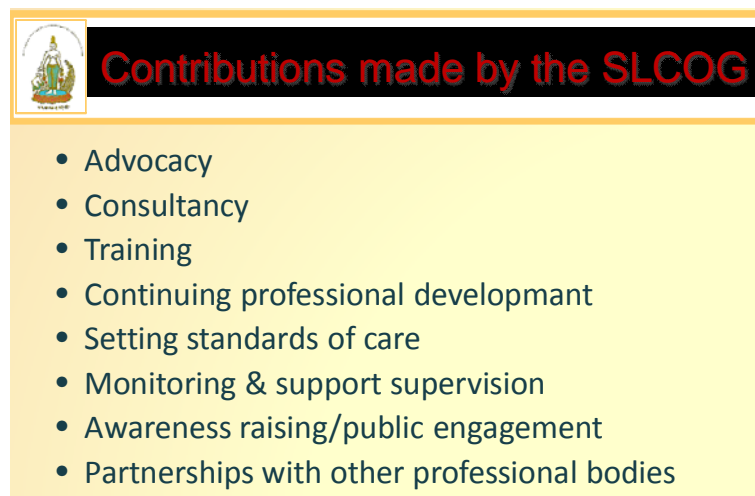 Contributions made by the SLCOG
• Advocacy
• Consultancy
• Training
• Continuing professional developmant
• Setting standards of care
• Monitoring & support supervision
• Awareness raising/public engagement
• Partnerships with other professional bodies